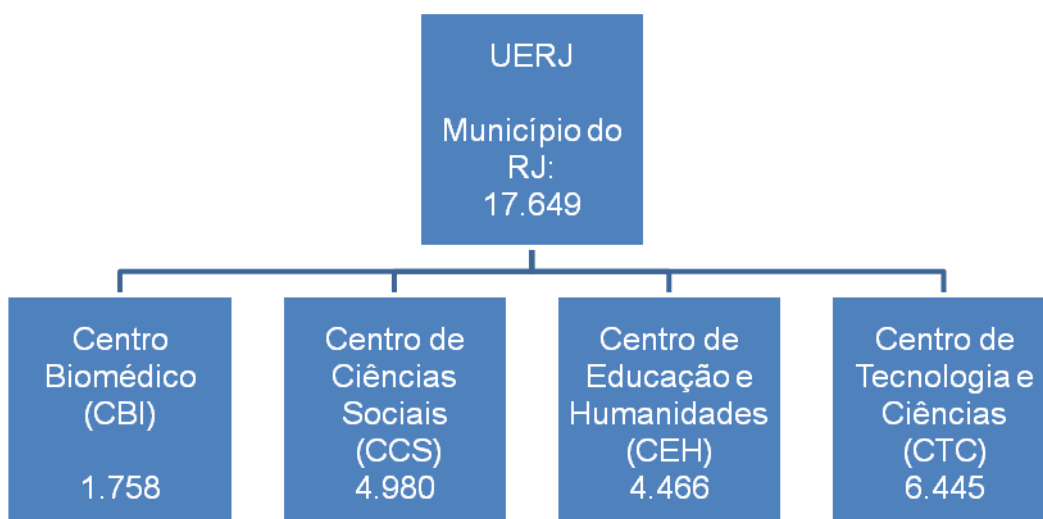 UERJ
Município do
RJ:
17.649
Centro
Biomédico
(CBI)
1.758
Centro de
Ciências
Sociais
(CCS)
4.980
Centro de
Educação e
Humanidades
(CEH)
4.466
Centro de
Tecnologia e
Ciências
(CTC)
6.445